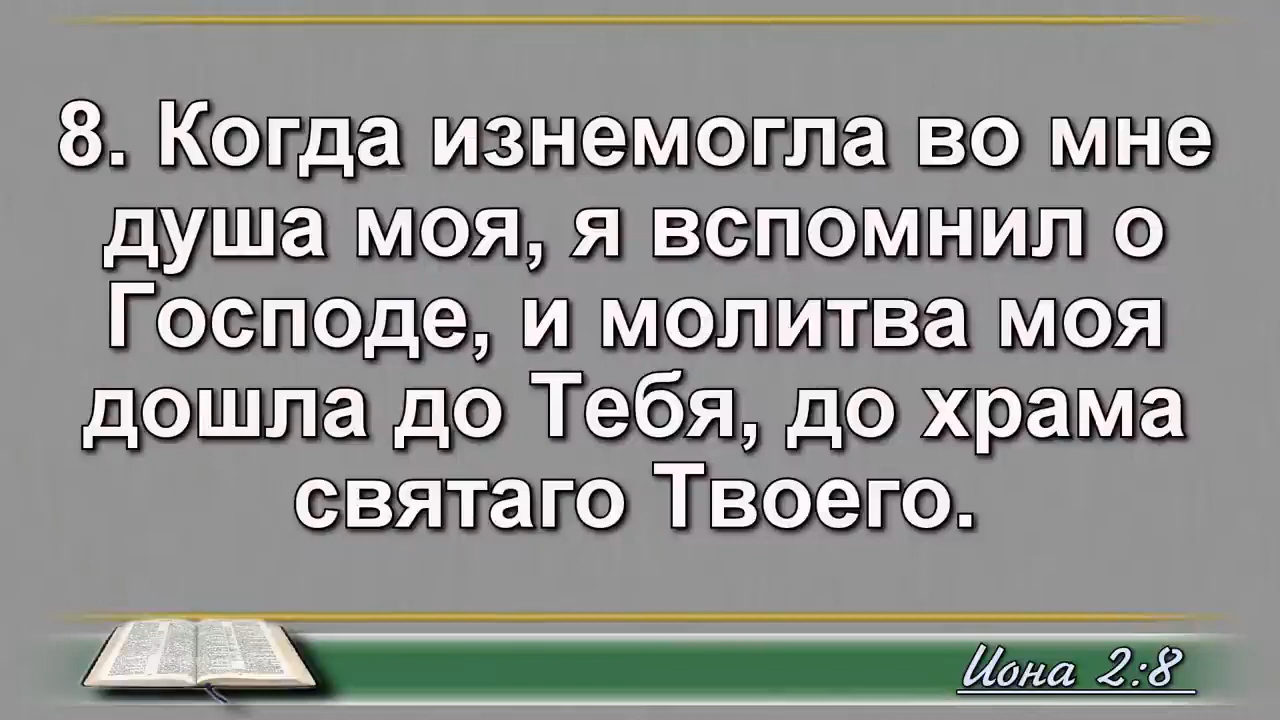 8. Когда изнемогла во мне
душа моя, я вспомнил о
Господе, и молитва моя
дошла до Тебя, до храма
святаго Твоего.
Иона 2:8